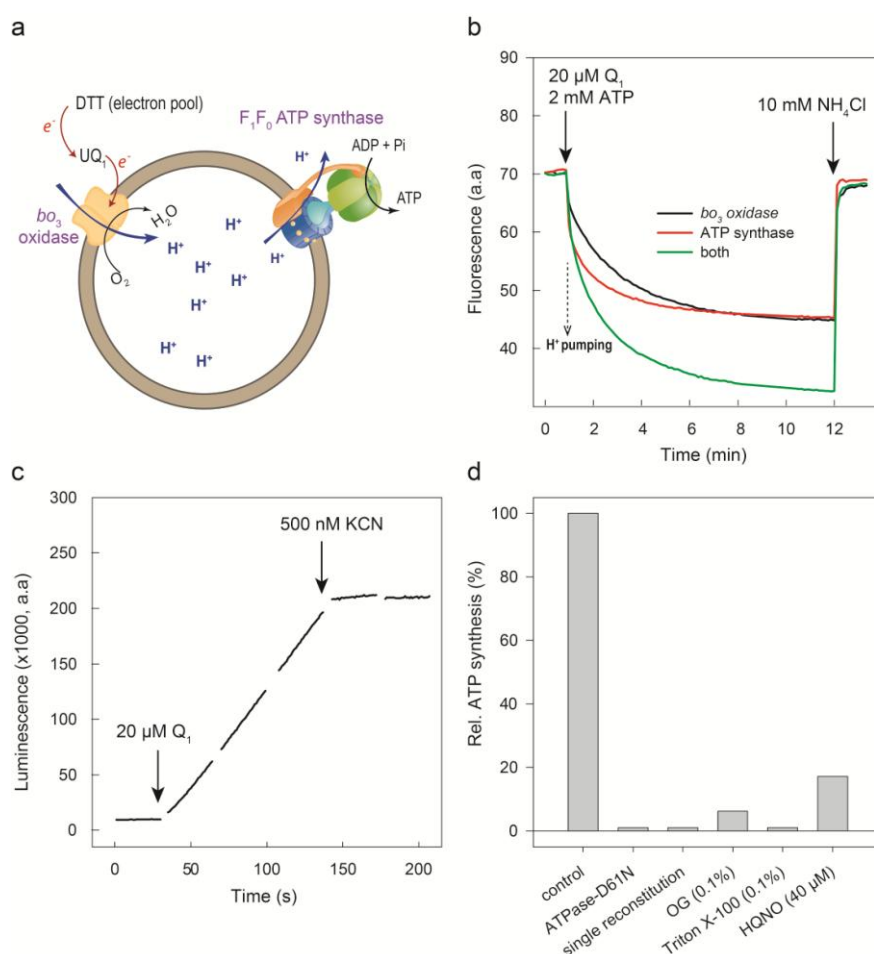 a
DTT (electron pool)
e-
UQ1
e-
bo3
oxidase
H2O
O2
H+
H+
H+
H+
H+
H+
H+
H+
F1F0 ATP synthase
H+
ADP + Pi
ATP
H+
b
Fluorescence (a.a)
90
80
70
60
50
40
20 µM Q1
2 mM ATP
10 mM NH4Cl
bo3 oxidase
ATP synthase
both
H+ pumping
0 2 4 6 8 10 12
Time (min)
c
Luminescence (x1000, a.a)
300
250
200
150
100
50
0
500 nM KCN
20 µM Q1
0 50 100 150 200
Time (s)
d
Rel. ATP synthesis (%)
100
80
60
40
20
0
control
ATPase-D61N
single reconstitution
OG (0.1%)
Triton X-100 (0.1%)
HQNO (40 µM)